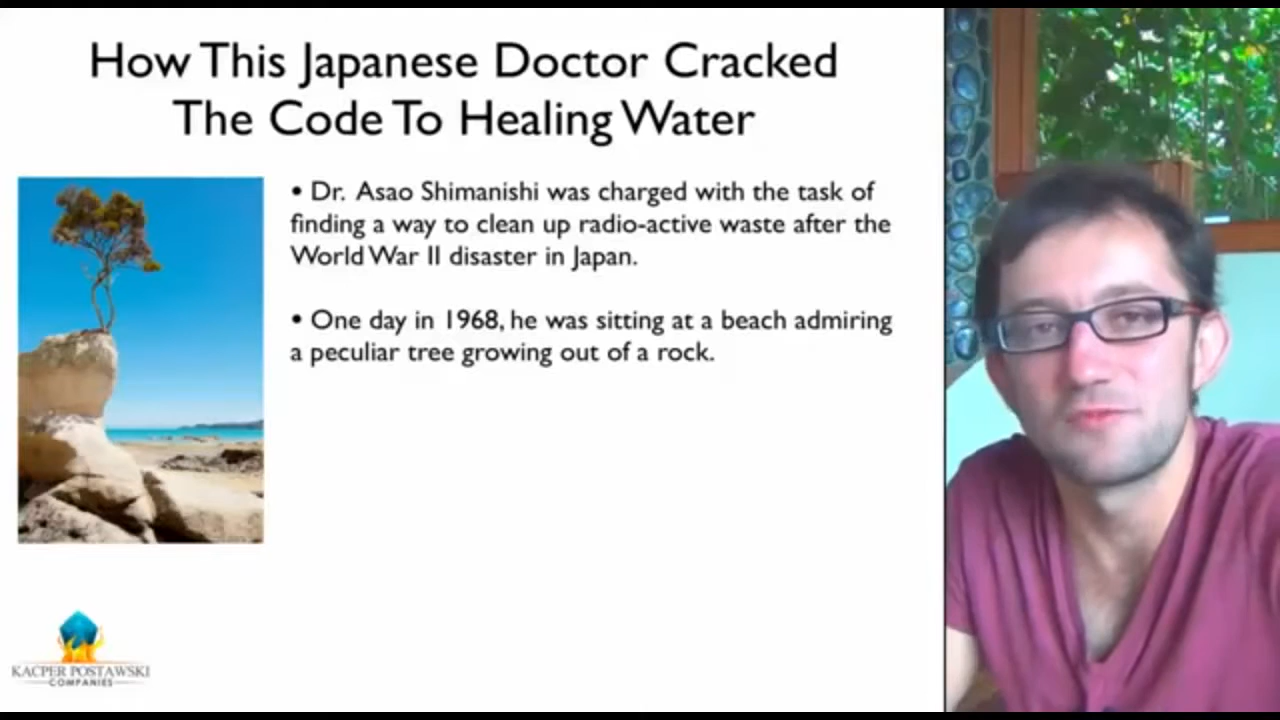 How This Japanese Doctor Cracked
The Code To Healing Water
• Dr. Asao Shimanishi was charged with the task of
finding a way to clean up radio-active waste after the
World War II disaster in Japan.
• One day in 1968, he was sitting at a beach admiring
a peculiar tree growing out of a rock.
KACPER POSTAWSKI
COMPANIES